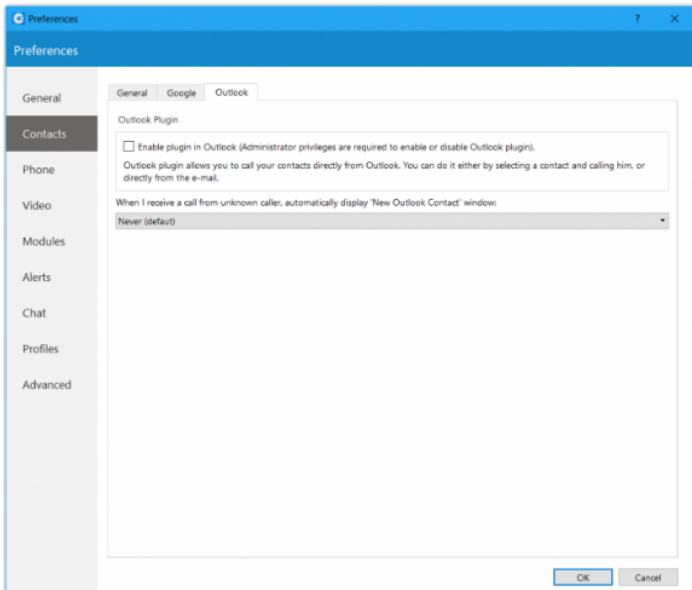 Preferences
?
Preferences
General
Contacts
Phone
Video
Modules
Alerts
Chat
Profiles
Advanced
General Google Outlook
Outlook Plugin
Enable plugin in Outlook (Administrator privileges are required to enable or disable Outlook plugin).
Outlook plugin allows you to call your contacts directly from Outlook. You can do it either by selecting a contact and calling him, or
directly from the e-mail.
When I receive a call from unknown caller, automatically display 'New Outlook Contact' window:
Never (defaut)
OK Cancel